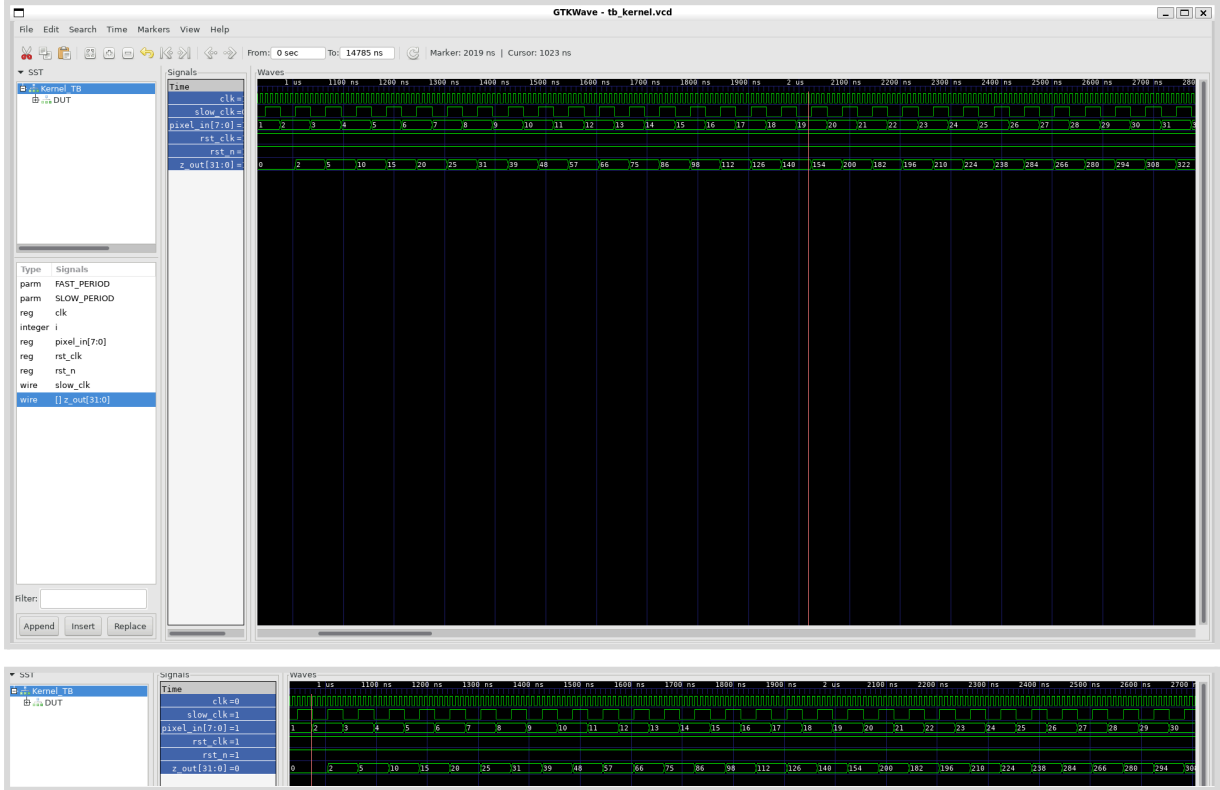 GTKWave - tb_kernel.vcd
File Edit Search Time Markers View Help
From: 0 sec To: 14785 ns Marker: 2019 ns | Cursor: 1023 ns
SST
Kernel_TB
DUT
Type Signals
parm FAST_PERIOD
parm SLOW_PERIOD
reg clk
integer i
reg pixel_in[7:0]
reg rst_clk
reg rst_n
wire slow_clk
wire [] z_out[31:0]
Filter:
Append Insert Replace
Signals
Time
clk=
slow_clk=
pixel_in[7:0]=
rst_clk=
rst_n=
z_out[31:0]=
Waves
1 us 1100 ns 1200 ns 1300 ns 1400 ns 1500 ns 1600 ns 1700 ns 1800 ns 1900 ns 2 us 2100 ns 2200 ns 2300 ns 2400 ns 2500 ns 2600 ns 2700 ns 280
1 2 3 4 5 6 7 8 9 10 11 12 13 14 15 16 17 18 19 20 21 22 23 24 25 26 27 28 29 30 31
0 2 5 10 15 20 25 31 39 48 57 66 75 86 98 112 126 140 154 200 182 196 210 224 238 284 266 280 294 308 322
SST
Kernel_TB
DUT
Signals
Time
clk=0
slow_clk=1
pixel_in[7:0]=1
rst_clk=1
rst_n=1
z_out[31:0]=0
Waves
1 us 1100 ns 1200 ns 1300 ns 1400 ns 1500 ns 1600 ns 1700 ns 1800 ns 1900 ns 2 us 2100 ns 2200 ns 2300 ns 2400 ns 2500 ns 2600 ns 2700
1 2 3 4 5 6 7 8 9 10 11 12 13 14 15 16 17 18 19 20 21 22 23 24 25 26 27 28 29 30
0 2 5 10 15 20 25 31 39 48 57 66 75 86 98 112 126 140 154 200 182 196 210 224 238 284 266 280 294 30